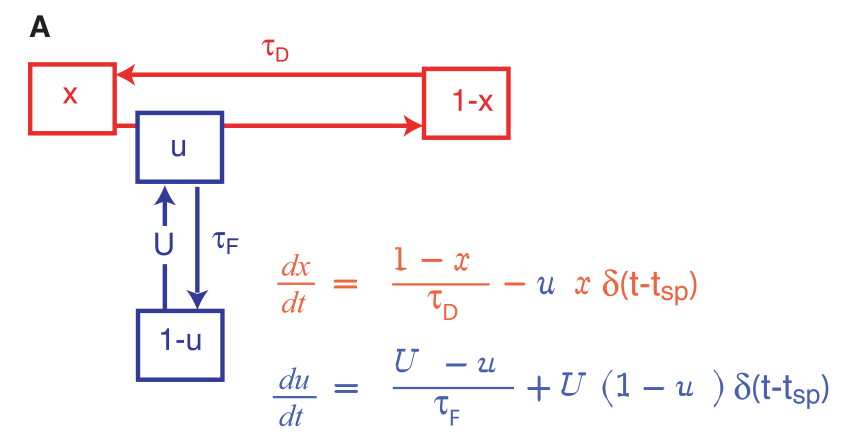 A
τD
x
1-x
u
U
τF
1-u
dx/dt = (1 − x)/τD − u x δ(t-tsp)
du/dt = (U − u)/τF + U (1 − u) δ(t-tsp)